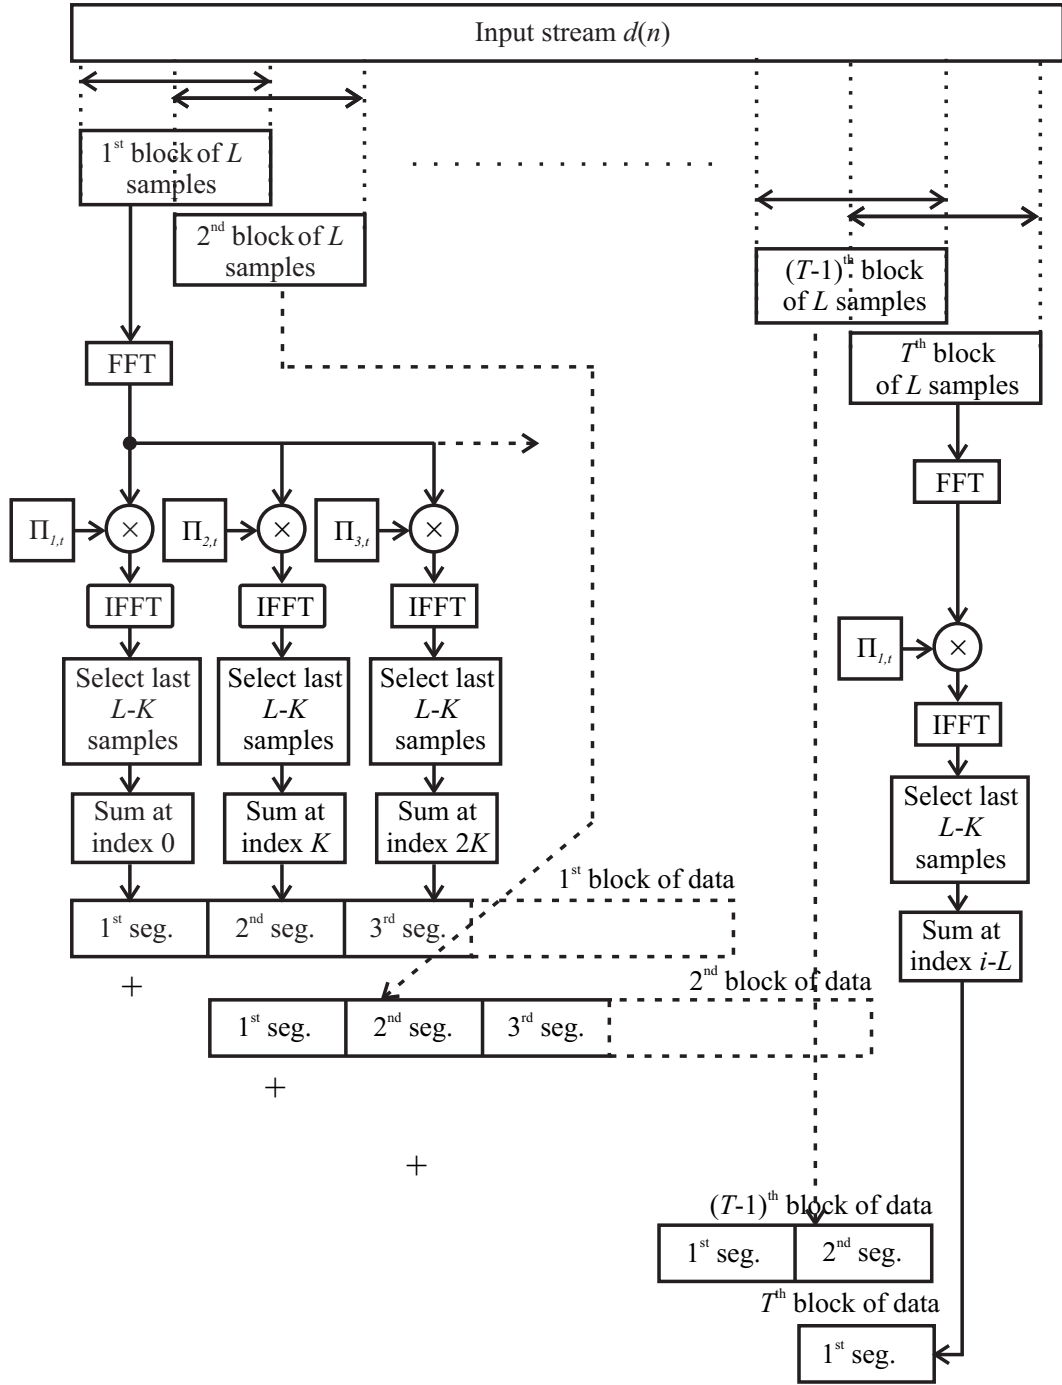 Input stream d(n)
1st block of L
samples
2nd block of L
samples
(T-1)th block
of L samples
Tth block
of L samples
FFT
FFT
Π1,t
×
Π2,t
×
Π3,t
×
IFFT
IFFT
IFFT
Π1,t
×
Select last
L-K
samples
Select last
L-K
samples
Select last
L-K
samples
IFFT
Select last
L-K
samples
Sum at
index 0
Sum at
index K
Sum at
index 2K
1st block of data
1st seg.
2nd seg.
3rd seg.
Sum at
index i-L
+
2nd block of data
1st seg.
2nd seg.
3rd seg.
+
+
(T-1)th block of data
1st seg.
2nd seg.
Tth block of data
1st seg.